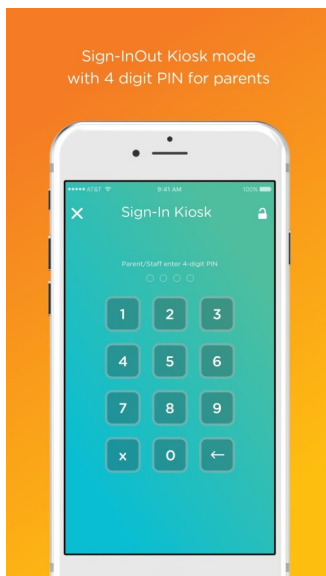 Sign-InOut Kiosk mode
with 4 digit PIN for parents
AT&T 9:41 AM 100%
Sign-In Kiosk
Parent/Staff enter 4-digit PIN
1 2 3
4 5 6
7 8 9
x 0 ←